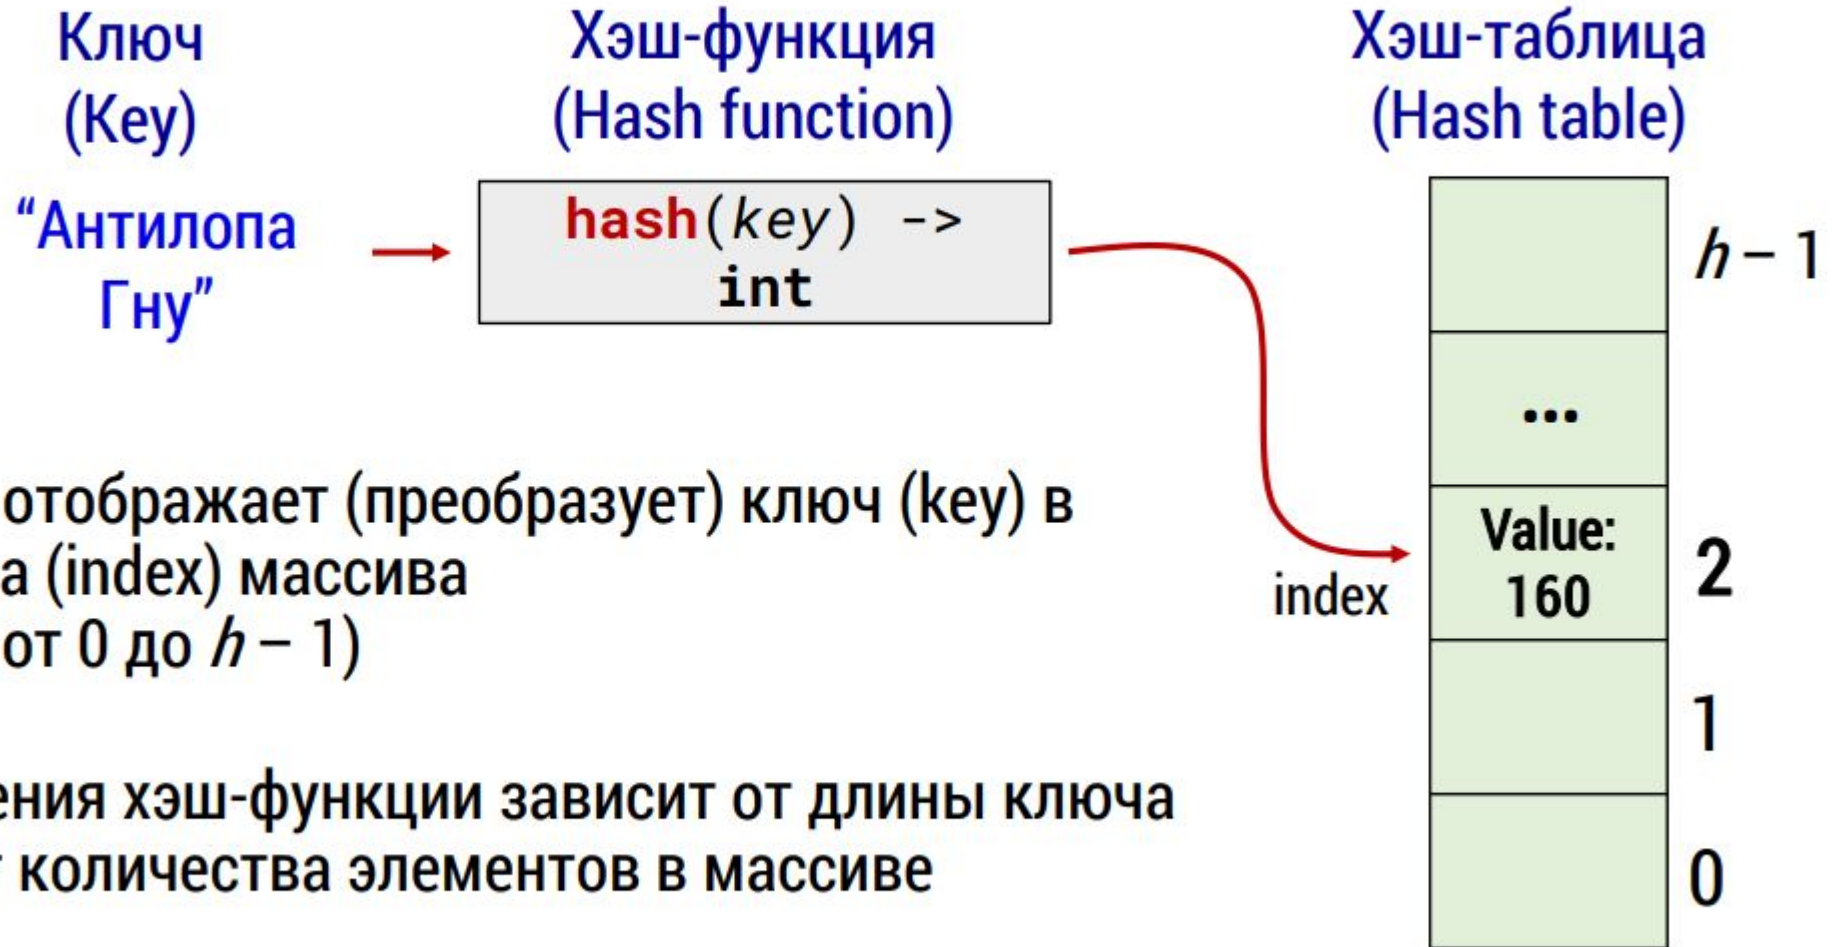 Ключ
(Key)
Хэш-функция
(Hash function)
Хэш-таблица
(Hash table)
“Антилопа
Гну”
hash(key) ->
int
h – 1
...
Value:
160
2
index
1
0
отображает (преобразует) ключ (key) в
(index) массива
от 0 до h – 1)
хэш-функции зависит от длины ключа
количества элементов в массиве